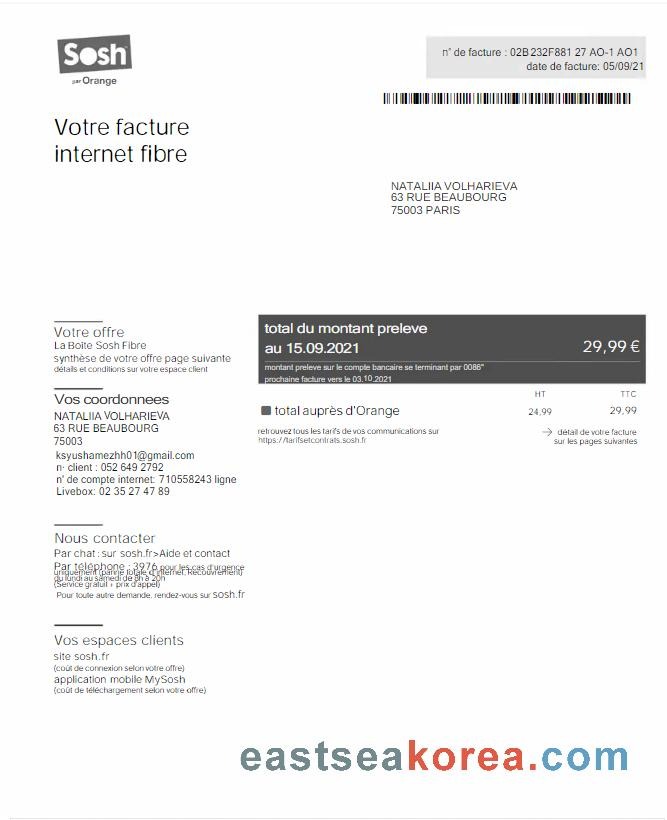 Sosh
par Orange
n° de facture : 02B232F881 27 AO-1 AO1
date de facture: 05/09/21
Votre facture
internet fibre
NATALIIA VOLHARIEVA
63 RUE BEAUBOURG
75003 PARIS
Votre offre
La Boîte Sosh Fibre
synthèse de votre offre page suivante
détails et conditions sur votre espace client
Vos coordonnees
NATALIIA VOLHARIEVA
63 RUE BEAUBOURG
75003
ksyushamezhh01@gmail.com
n· client : 052 649 2792
n° de compte internet: 710558243 ligne
Livebox: 02 35 27 47 89
Nous contacter
Par chat : sur sosh.fr>Aide et contact
Par téléphone : 3976 pour les cas d'urgence
uniquement (panne totale d'internet, Recouvrement)
du lundi au samedi de 8h à 20h
(Service gratuit + prix d'appel)
Pour toute autre demande, rendez-vous sur sosh.fr
Vos espaces clients
site sosh.fr
(coût de connexion selon votre offre)
application mobile MySosh
(coût de téléchargement selon votre offre)
total du montant preleve
au 15.09.2021
29,99 €
montant preleve sur le compte bancaire se terminant par 0086"
prochaine facture vers le 03.10.2021
HT TTC
total auprès d'Orange 24,99 29,99
retrouvez tous les tarifs de vos communications sur
https://tarifsetcontrats.sosh.fr
→ détail de votre facture
sur les pages suivantes
eastseakorea.com